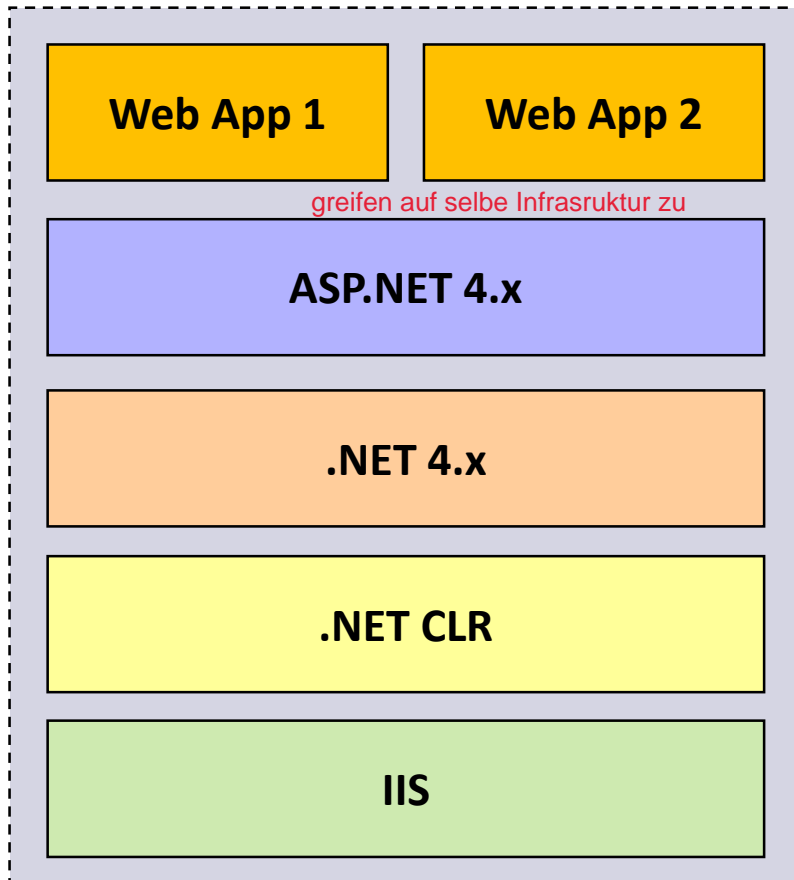 Web App 1
Web App 2
greifen auf selbe Infrasruktur zu
ASP.NET 4.x
.NET 4.x
.NET CLR
IIS